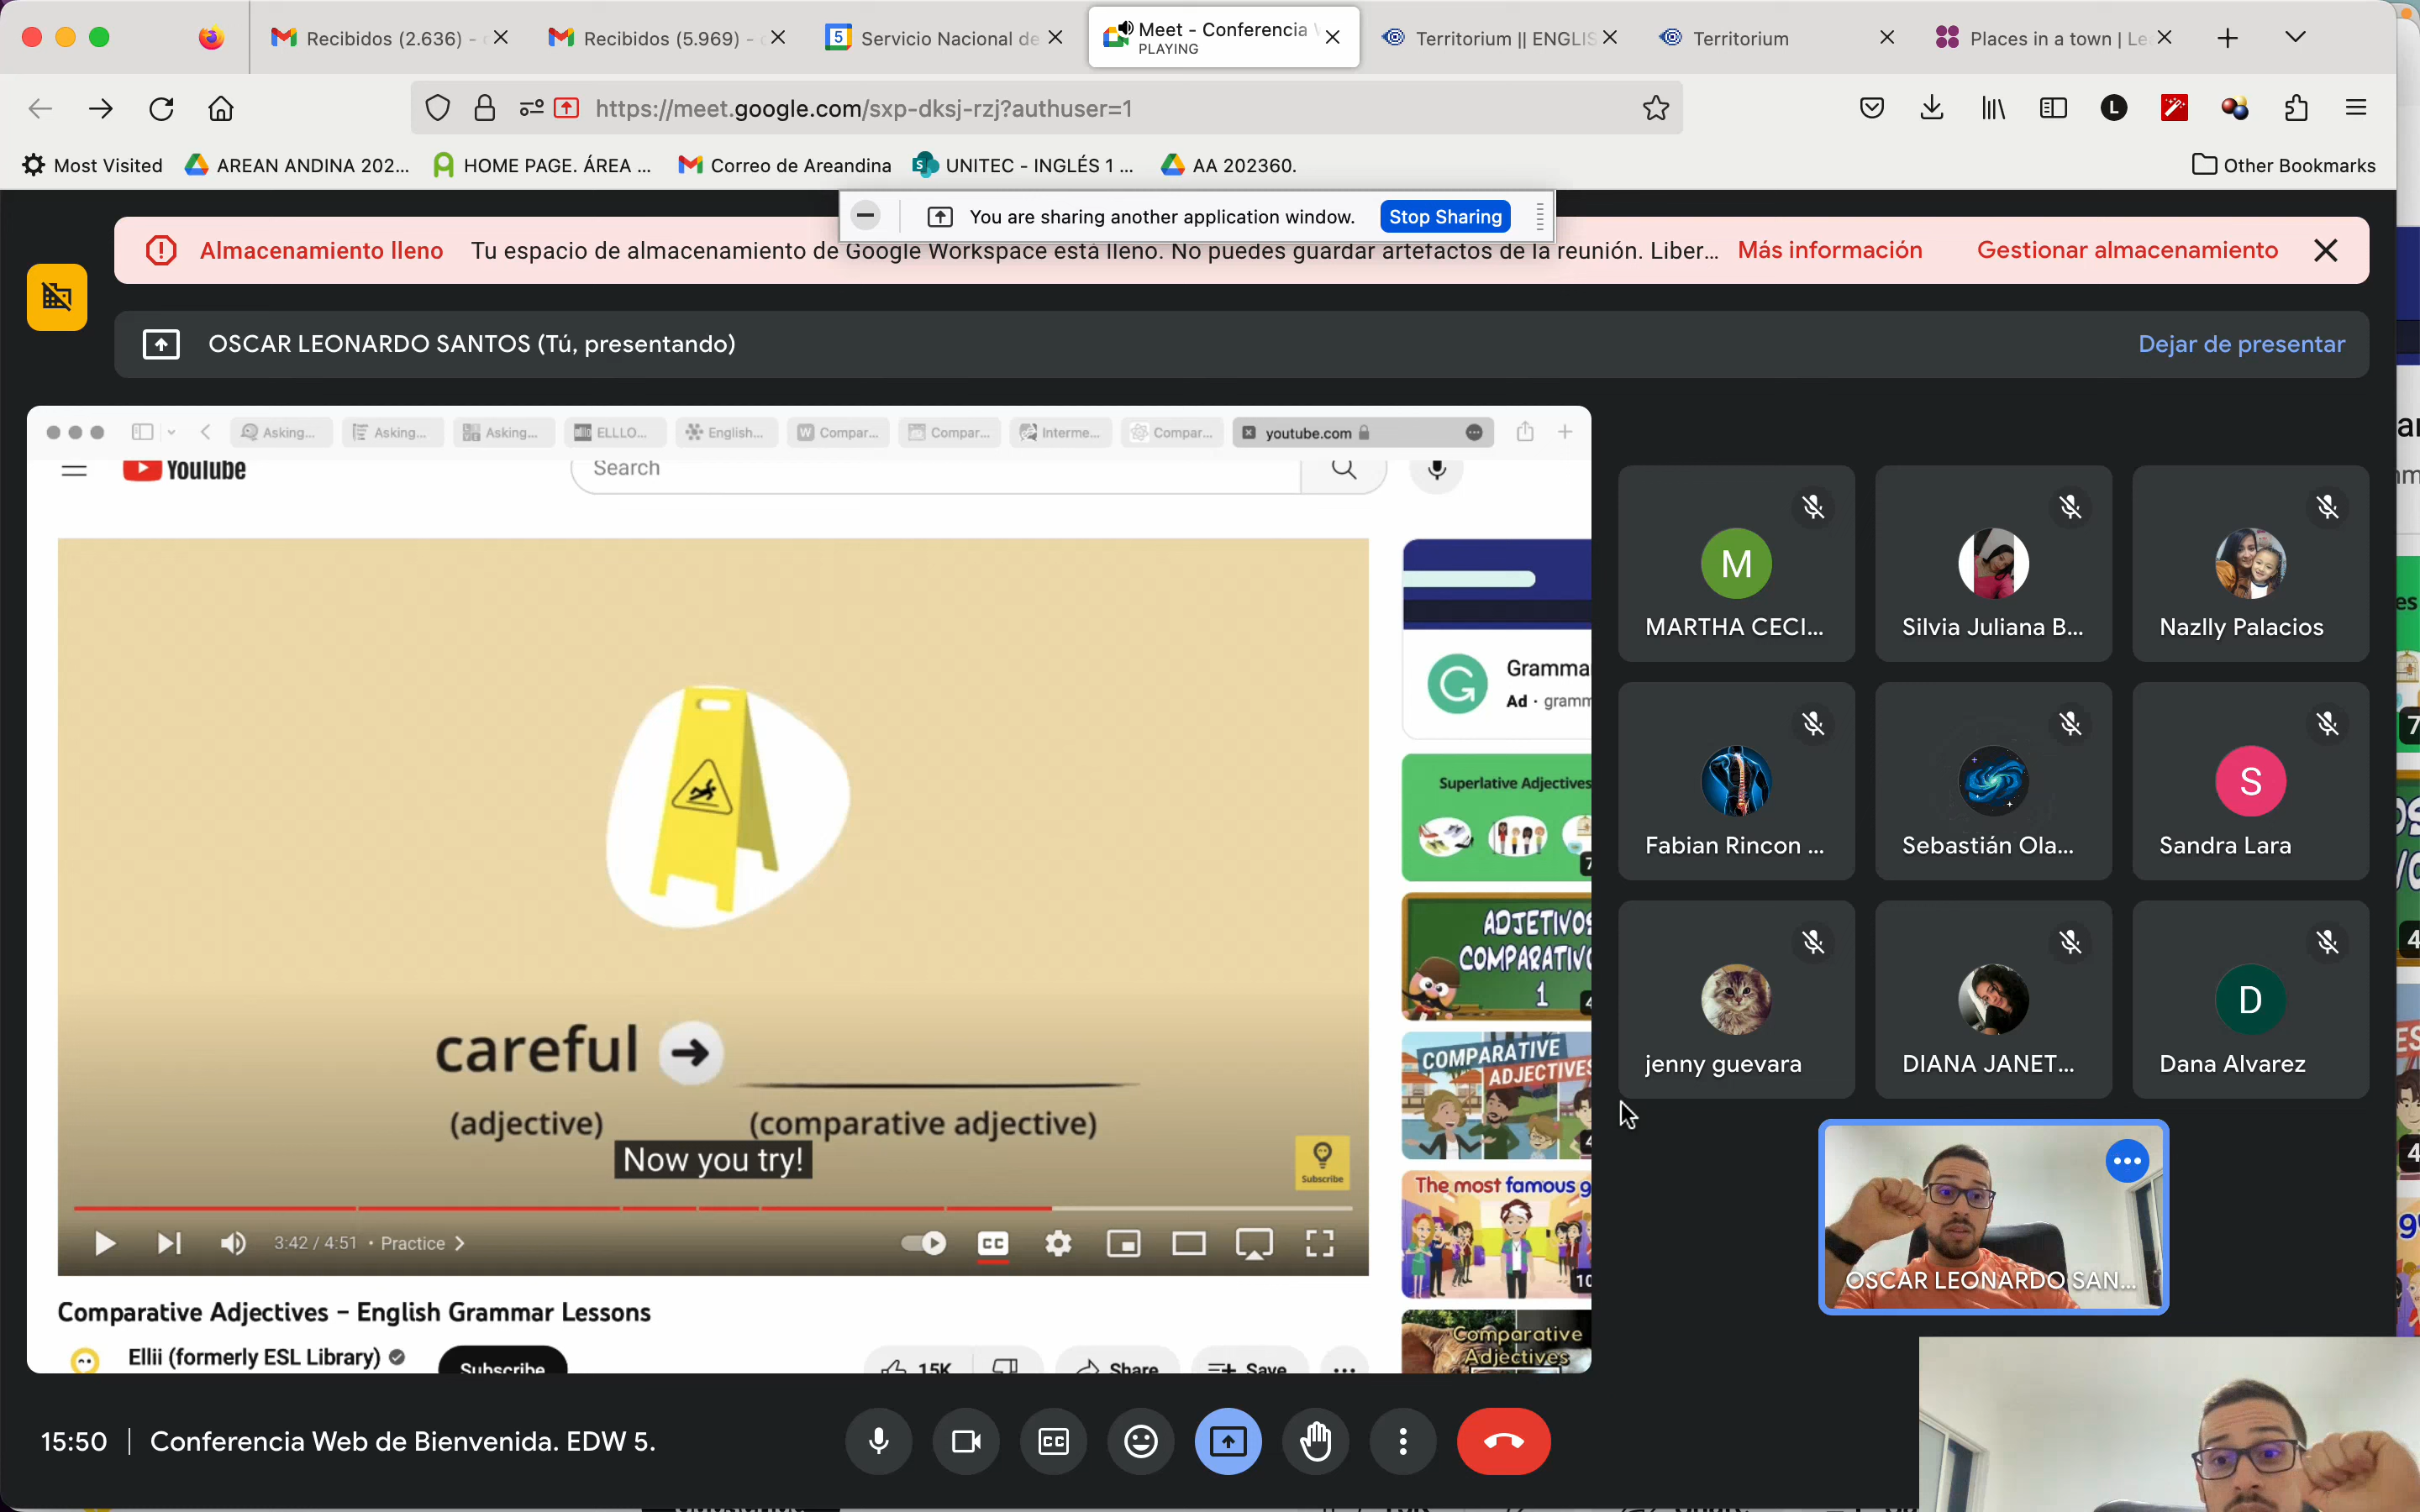 Recibidos (2.636) -
Recibidos (5.969) -
Servicio Nacional de
Meet - Conferencia
PLAYING
Territorium || ENGLIS
Territorium
Places in a town | Le
https://meet.google.com/sxp-dksj-rzj?authuser=1
Most Visited
AREAN ANDINA 202...
HOME PAGE. ÁREA ...
Correo de Areandina
UNITEC - INGLÉS 1 ...
AA 202360.
Other Bookmarks
You are sharing another application window.
Stop Sharing
Almacenamiento lleno
Tu espacio de almacenamiento de Google Workspace está lleno. No puedes guardar artefactos de la reunión. Liber...
Más información
Gestionar almacenamiento
OSCAR LEONARDO SANTOS (Tú, presentando)
Dejar de presentar
Asking...
Asking...
Asking...
ELLLO...
English...
Compar...
Compar...
Interme...
Compar...
youtube.com
YouTube
Search
careful
(adjective)
(comparative adjective)
Now you try!
Subscribe
3:42 / 4:51 • Practice
Comparative Adjectives – English Grammar Lessons
Ellii (formerly ESL Library)
Subscribe
15K
Share
Save
Gramma
Ad · gramm
Superlative Adjectives
ADJETIVOS
COMPARATIVO
1
COMPARATIVE
ADJECTIVES
The most famous g
10
Comparative
Adjectives
M
MARTHA CECI...
Silvia Juliana B...
Nazlly Palacios
Fabian Rincon ...
Sebastián Ola...
S
Sandra Lara
jenny guevara
DIANA JANET...
D
Dana Alvarez
OSCAR LEONARDO SAN...
15:50
Conferencia Web de Bienvenida. EDW 5.